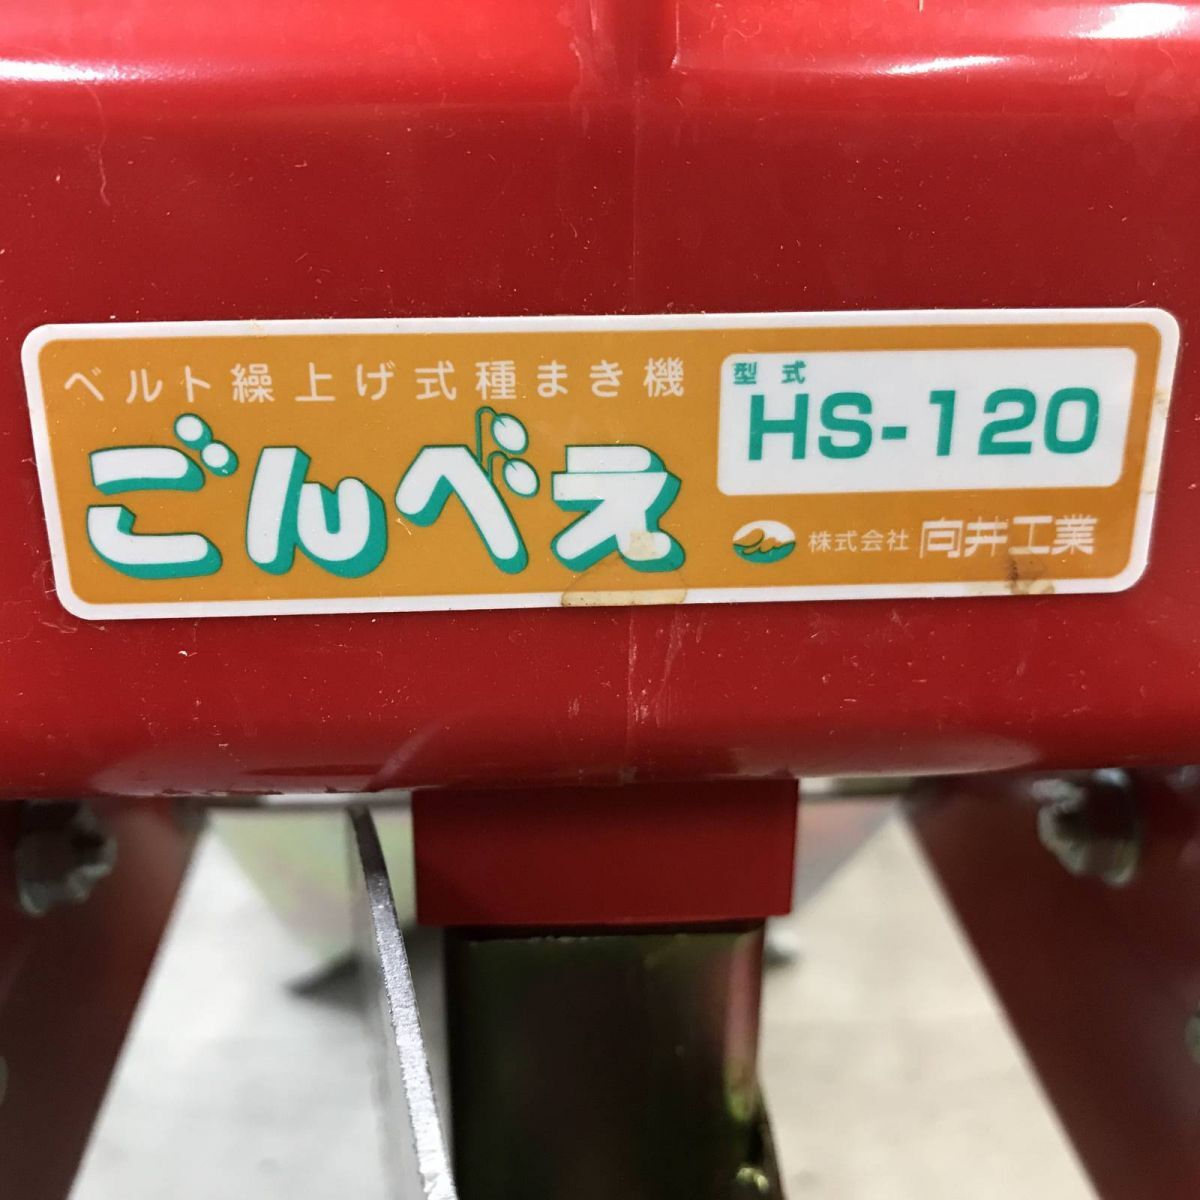 ベルト繰上げ式種まき機
ごんべえ
型式
HS-120
株式会社 向井工業